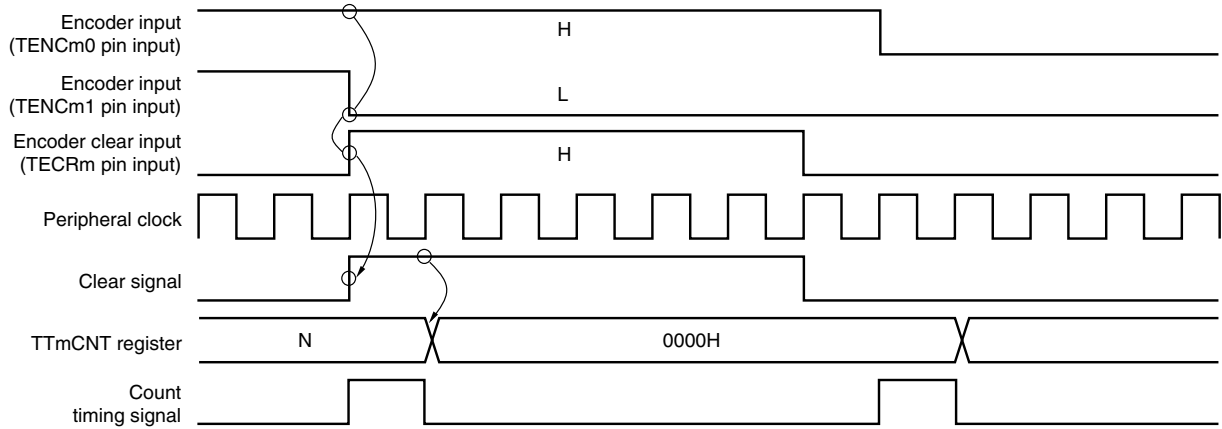 Encoder input
(TENCm0 pin input)
H
Encoder input
(TENCm1 pin input)
L
Encoder clear input
(TECRm pin input)
H
Peripheral clock
Clear signal
TTmCNT register
N
0000H
Count
timing signal